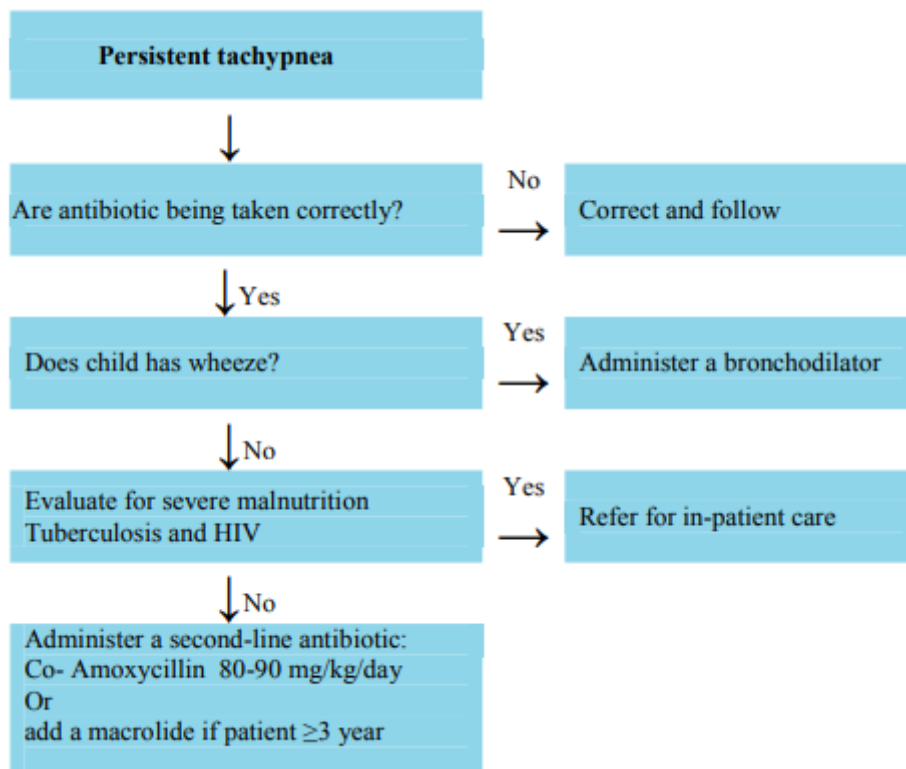 Persistent tachypnea
Are antibiotic being taken correctly?
No
Correct and follow
Yes
Does child has wheeze?
Yes
Administer a bronchodilator
No
Evaluate for severe malnutrition
Tuberculosis and HIV
Yes
Refer for in-patient care
No
Administer a second-line antibiotic:
Co- Amoxycillin 80-90 mg/kg/day
Or
add a macrolide if patient ≥3 year